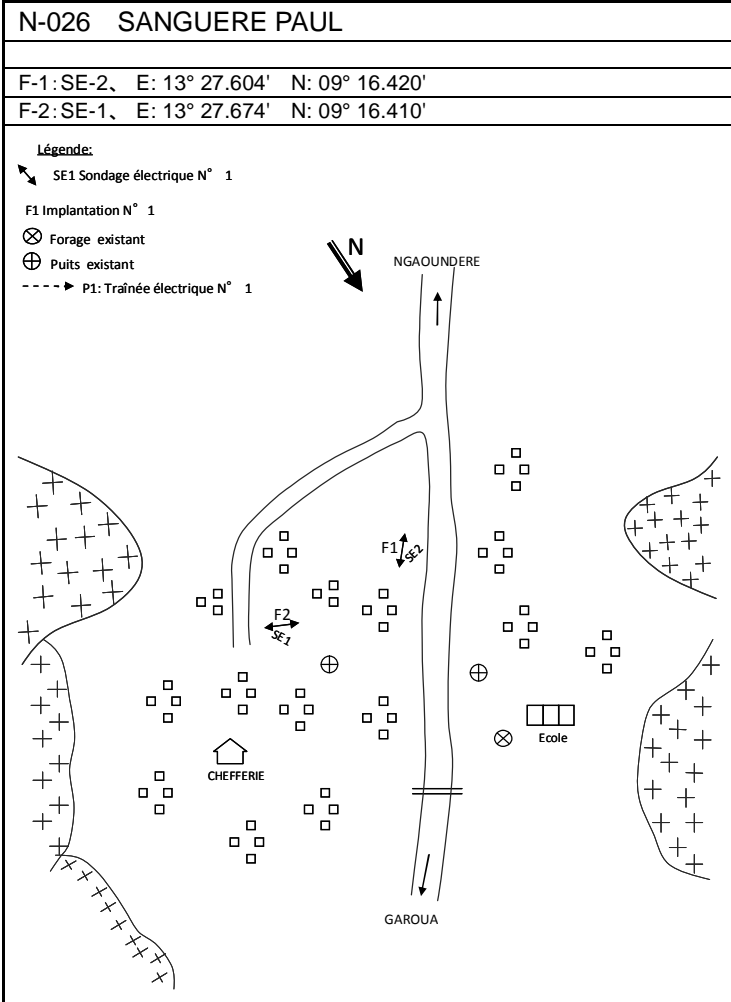 N-026 SANGUERE PAUL
F-1:SE-2、 E: 13° 27.604' N: 09° 16.420'
F-2:SE-1、 E: 13° 27.674' N: 09° 16.410'
Légende:
SE1 Sondage électrique N° 1
F1 Implantation N° 1
Forage existant
Puits existant
P1: Traînée électrique N° 1
N
NGAOUNDERE
F1
SE2
F2
SE1
Ecole
CHEFFERIE
GAROUA